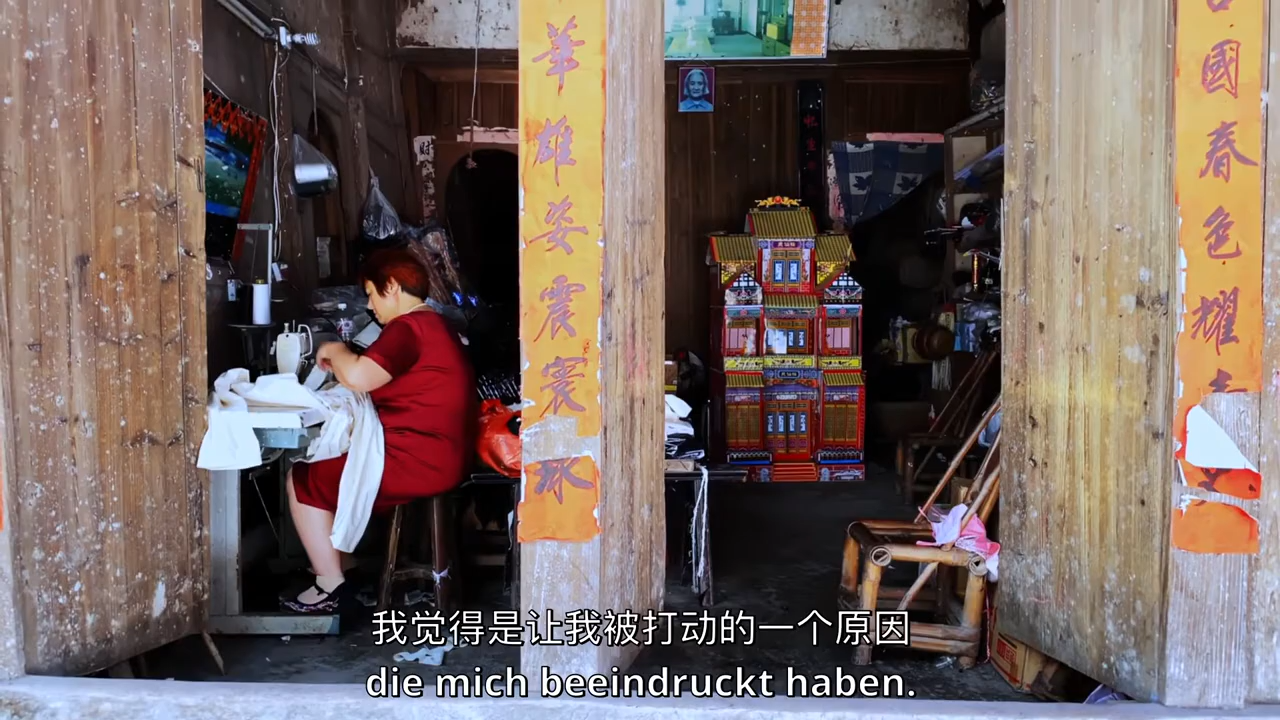 華雄姿震寰球
國春色耀
我觉得是让我被打动的一个原因
die mich beeindruckt haben.